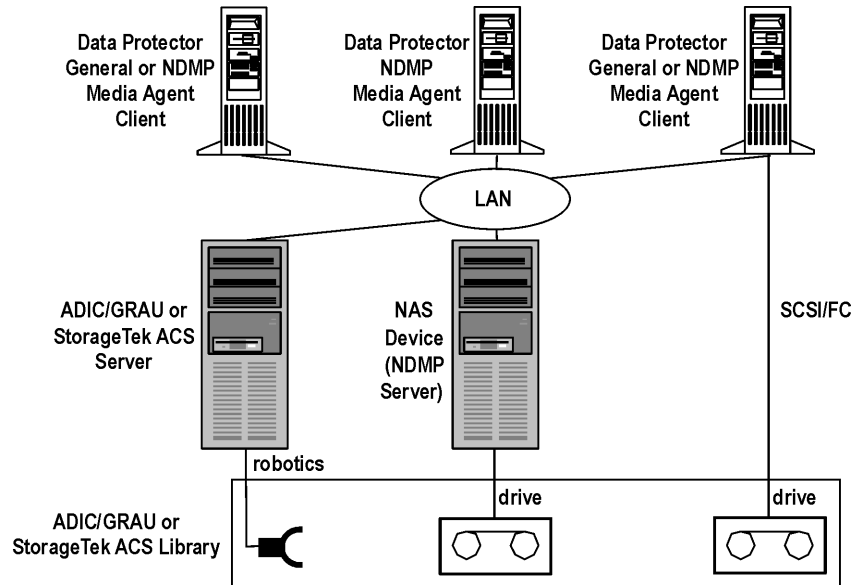 Data Protector
General or NDMP
Media Agent
Client
Data Protector
NDMP
Media Agent
Client
Data Protector
General or NDMP
Media Agent
Client
LAN
ADIC/GRAU or
StorageTek ACS
Server
NAS
Device
(NDMP
Server)
SCSI/FC
robotics
drive
drive
ADIC/GRAU or
StorageTek ACS Library